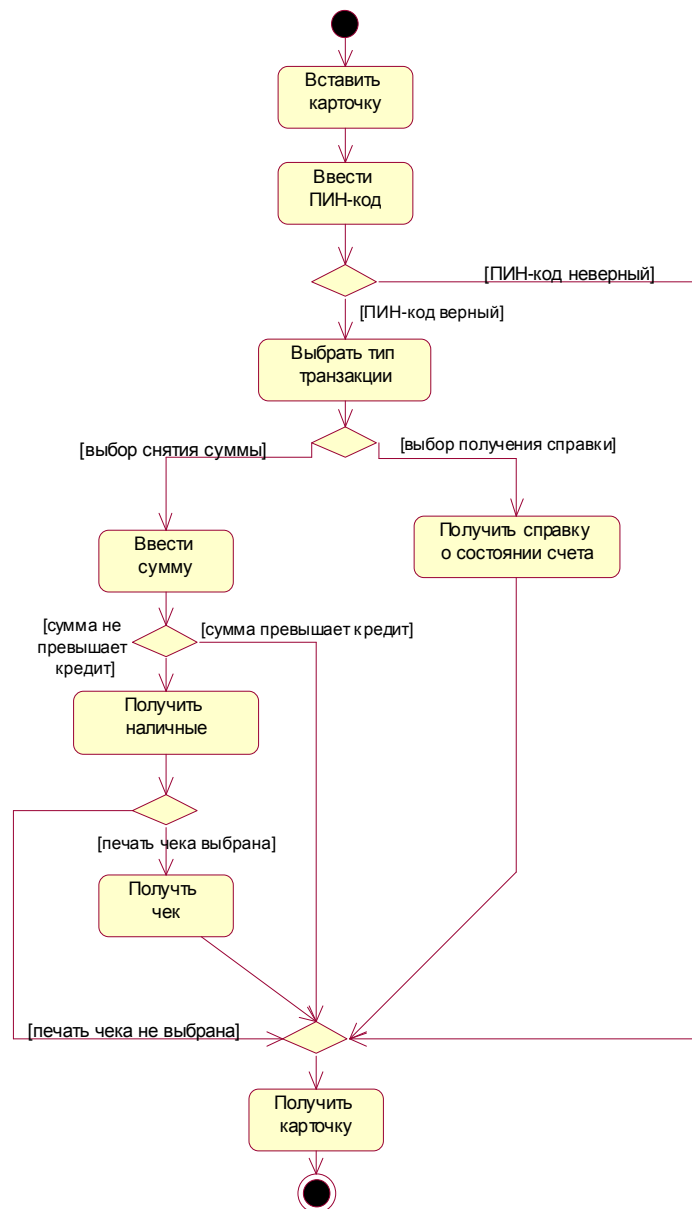 Вставить
карточку
Ввести
ПИН-код
[ПИН-код неверный]
[ПИН-код верный]
Выбрать тип
транзакции
[выбор снятия суммы]
[выбор получения справки]
Ввести
сумму
Получить справку
о состоянии счета
[сумма не
превышает
кредит]
[сумма превышает кредит]
Получить
наличные
[печать чека выбрана]
Получть
чек
[печать чека не выбрана]
Получить
карточку